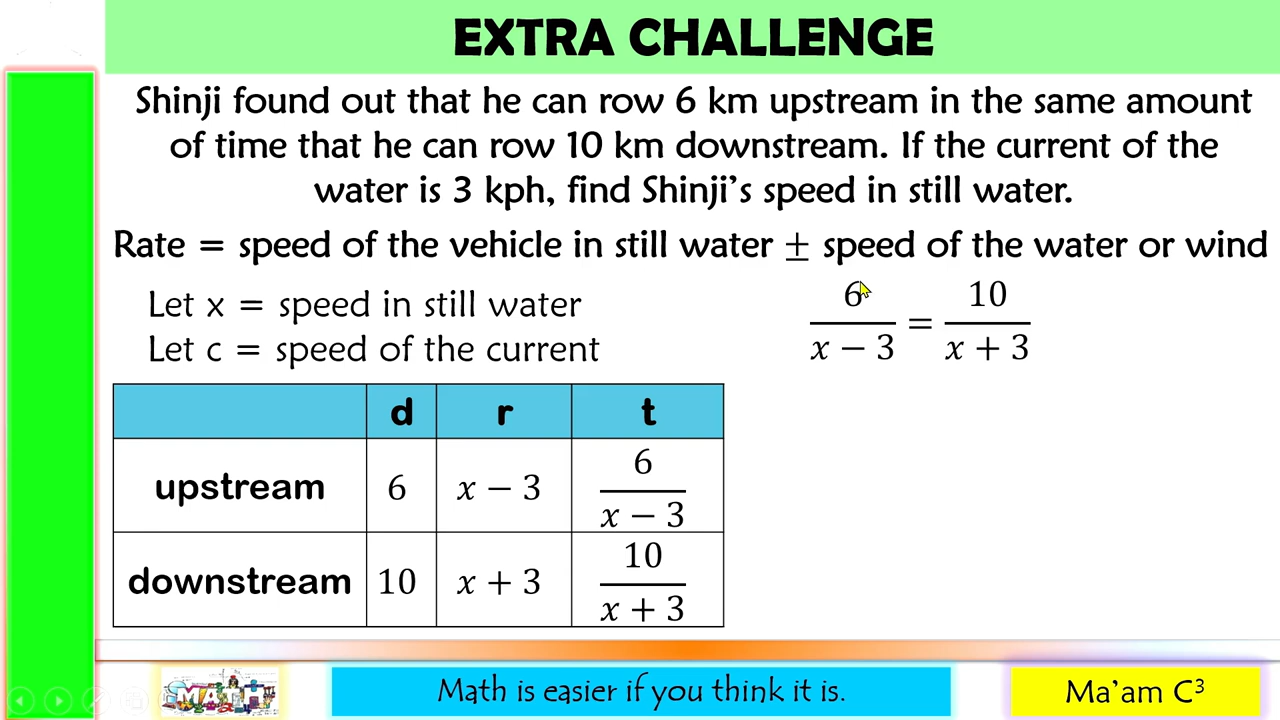 EXTRA CHALLENGE
Shinji found out that he can row 6 km upstream in the same amount
of time that he can row 10 km downstream. If the current of the
water is 3 kph, find Shinji's speed in still water.
Rate = speed of the vehicle in still water ± speed of the water or wind
Let x = speed in still water
Let c = speed of the current
6/(x − 3) = 10/(x + 3)
d r t
upstream 6 x − 3 6/(x − 3)
downstream 10 x + 3 10/(x + 3)
MATH
Math is easier if you think it is.
Ma'am C³